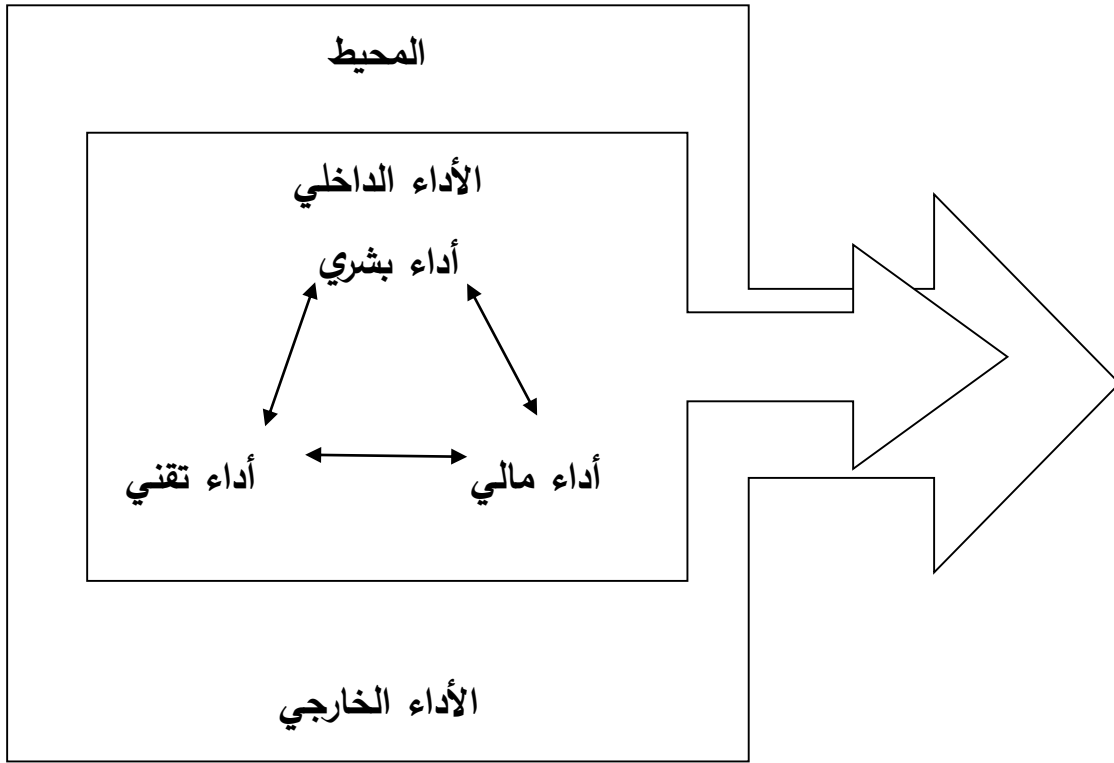 المحيط
الأداء الداخلي
أداء بشري
أداء مالي
أداء تقني
الأداء الخارجي